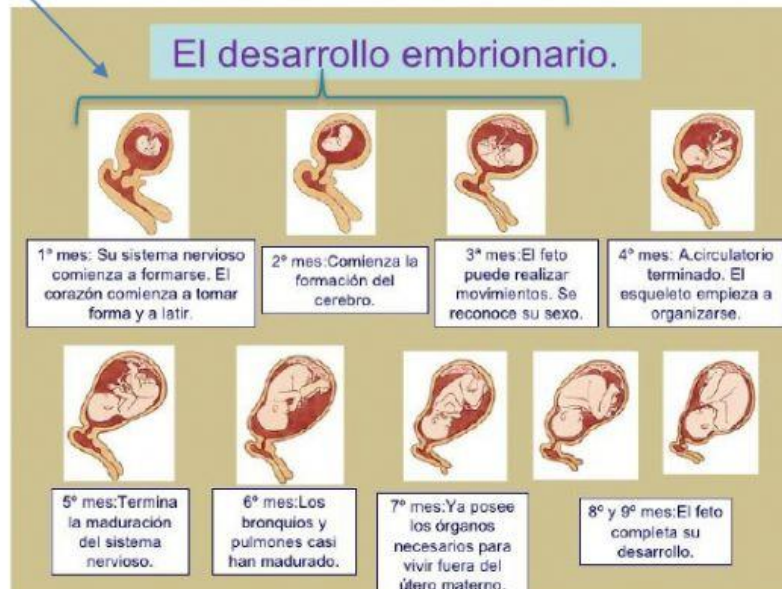 El desarrollo embrionario.
1º mes: Su sistema nervioso
comienza a formarse. El
corazón comienza a tomar
forma y a latir.
2º mes:Comienza la
formación del
cerebro.
3ª mes:El feto
puede realizar
movimientos. Se
reconoce su sexo.
4º mes: A.circulatorio
terminado. El
esqueleto empieza a
organizarse.
5º mes:Termina
la maduración
del sistema
nervioso.
6º mes:Los
bronquios y
pulmones casi
han madurado.
7º mes:Ya posee
los órganos
necesarios para
vivir fuera del
útero materno.
8º y 9º mes:El feto
completa su
desarrollo.